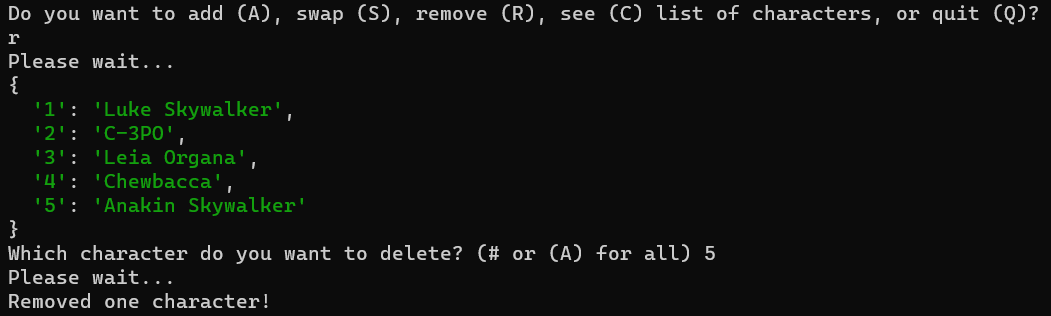 Do you want to add (A), swap (S), remove (R), see (C) list of characters, or quit (Q)?
r
Please wait...
{
  '1': 'Luke Skywalker',
  '2': 'C-3PO',
  '3': 'Leia Organa',
  '4': 'Chewbacca',
  '5': 'Anakin Skywalker'
}
Which character do you want to delete? (# or (A) for all) 5
Please wait...
Removed one character!